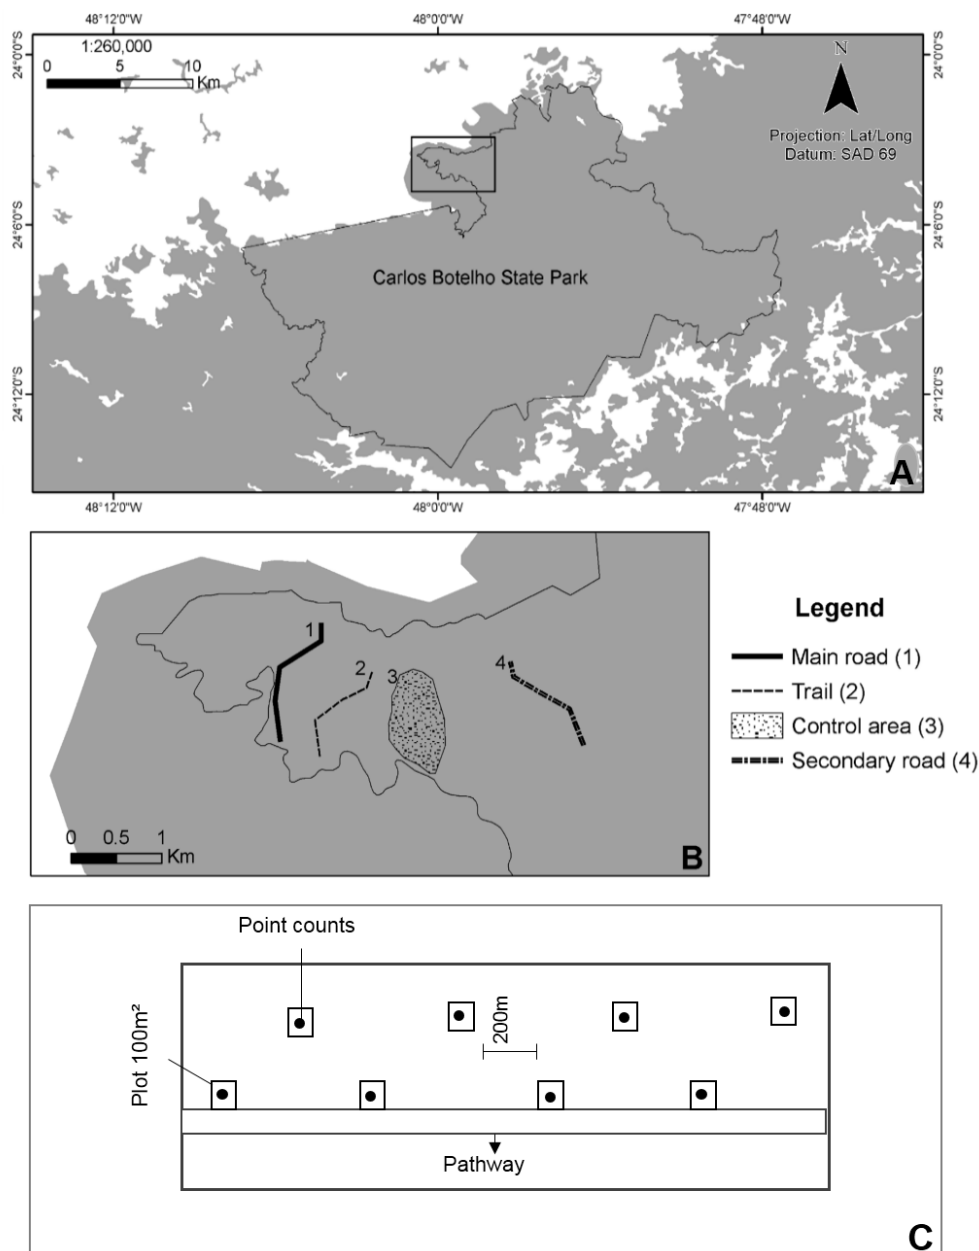 48°12'0"W 48°0'0"W 47°48'0"W
24°0'0"S 24°0'0"S
1:260,000
0 5 10
Km
N
Projection: Lat/Long
Datum: SAD 69
24°6'0"S 24°6'0"S
Carlos Botelho State Park
24°12'0"S 24°12'0"S
A
48°12'0"W 48°0'0"W 47°48'0"W
1
2
3
4
0 0.5 1
Km
B
Legend
Main road (1)
Trail (2)
Control area (3)
Secondary road (4)
Point counts
200m
Plot 100m²
Pathway
C